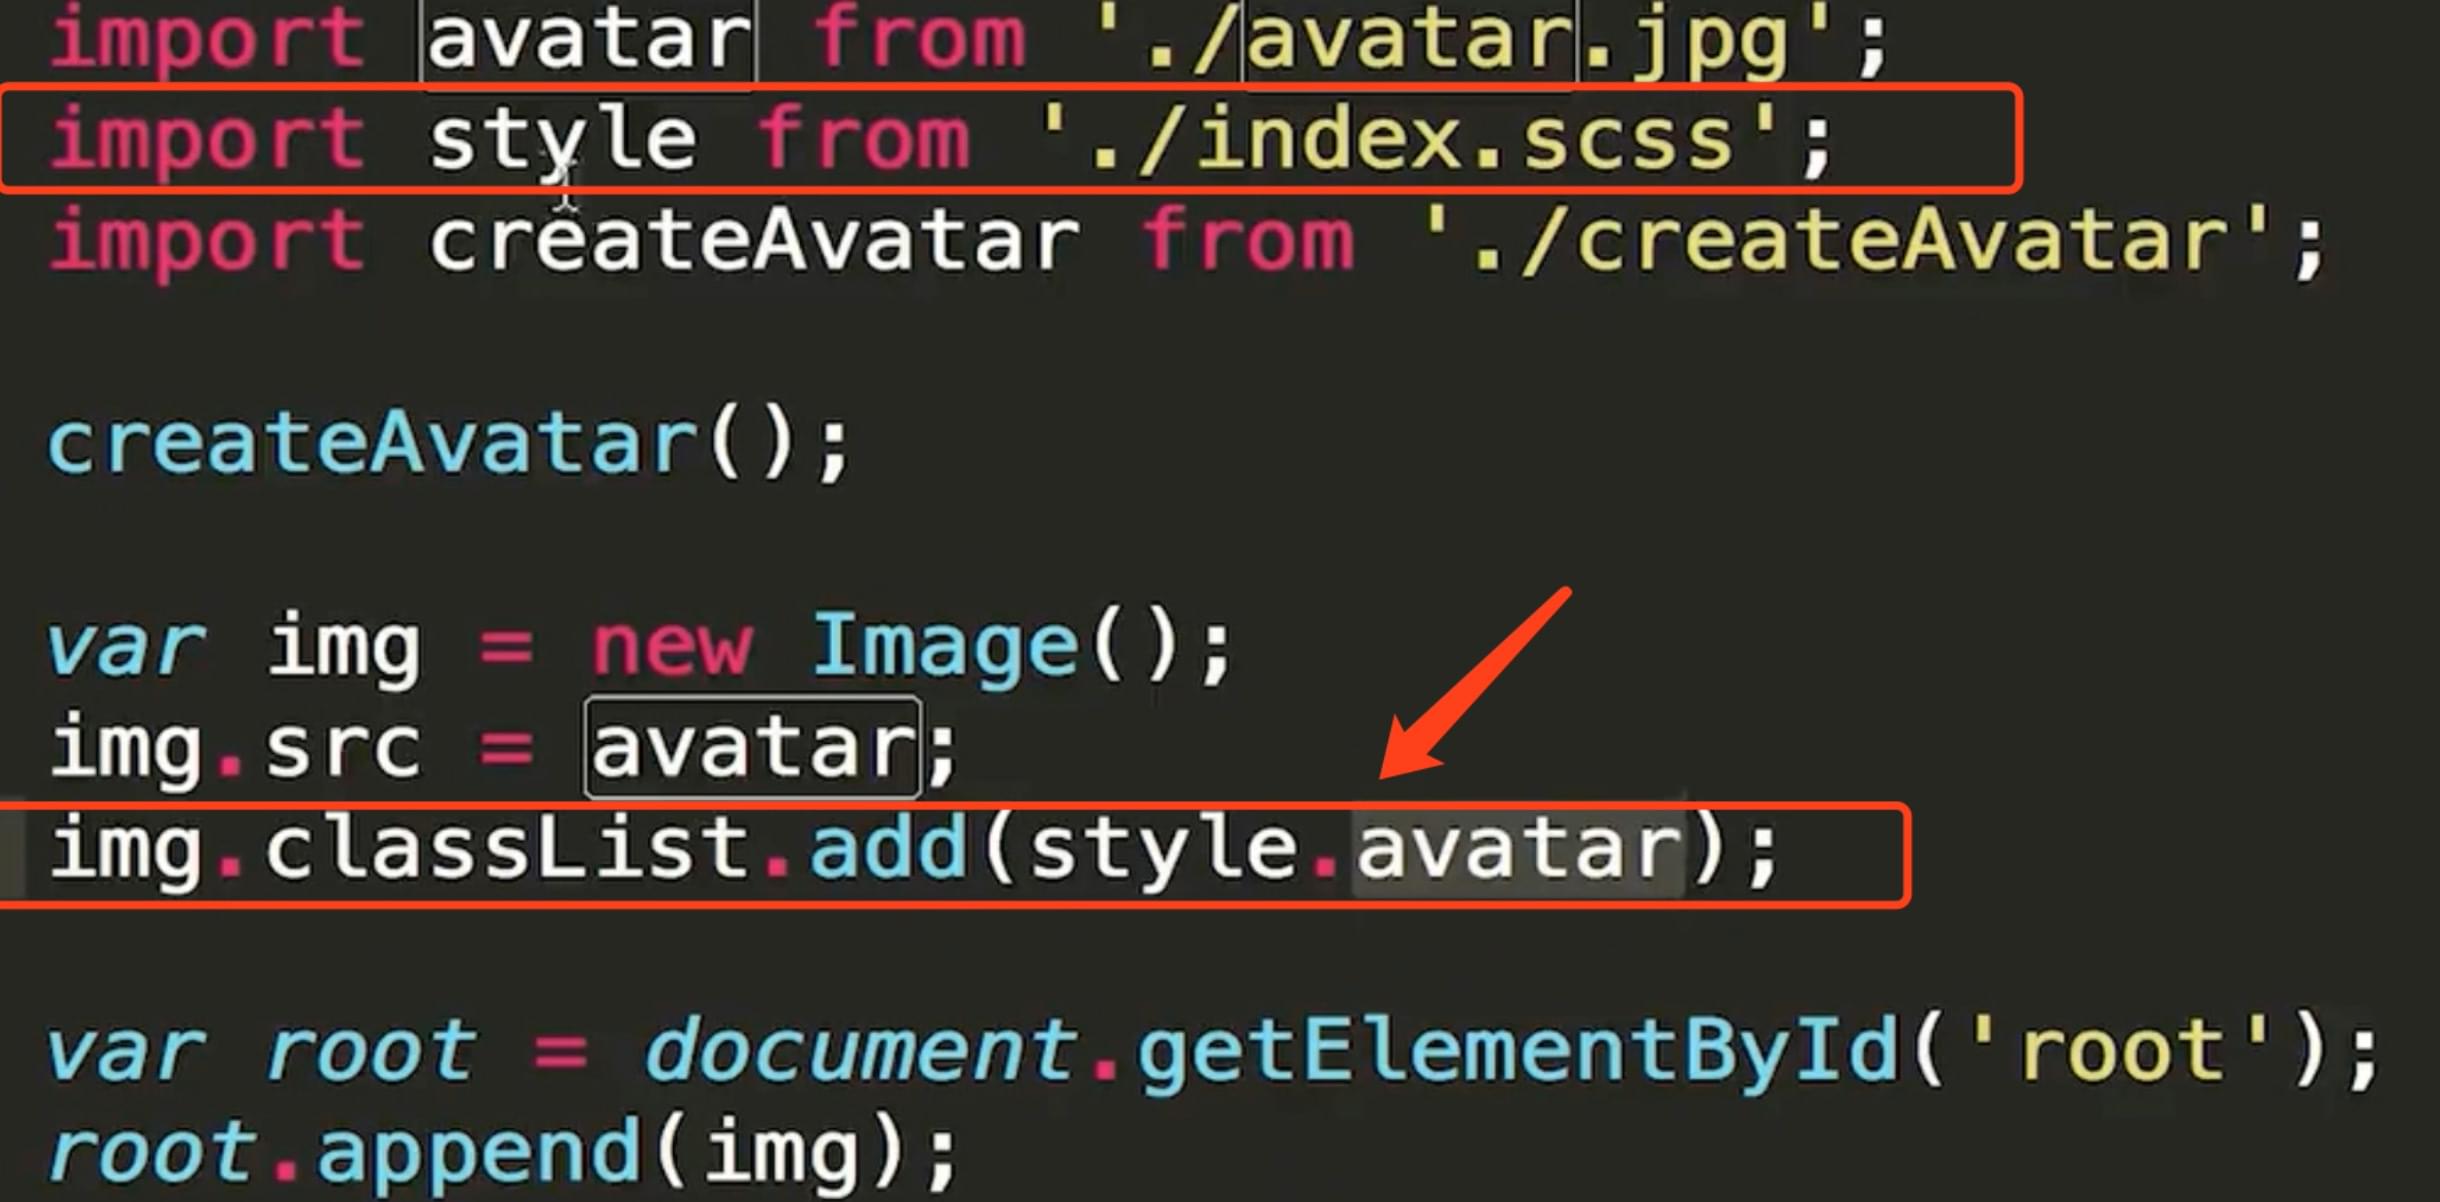 import avatar from './avatar.jpg';
import style from './index.scss';
import createAvatar from './createAvatar';
createAvatar();
var img = new Image();
img.src = avatar;
img.classList.add(style.avatar);
var root = document.getElementById('root');
root.append(img);